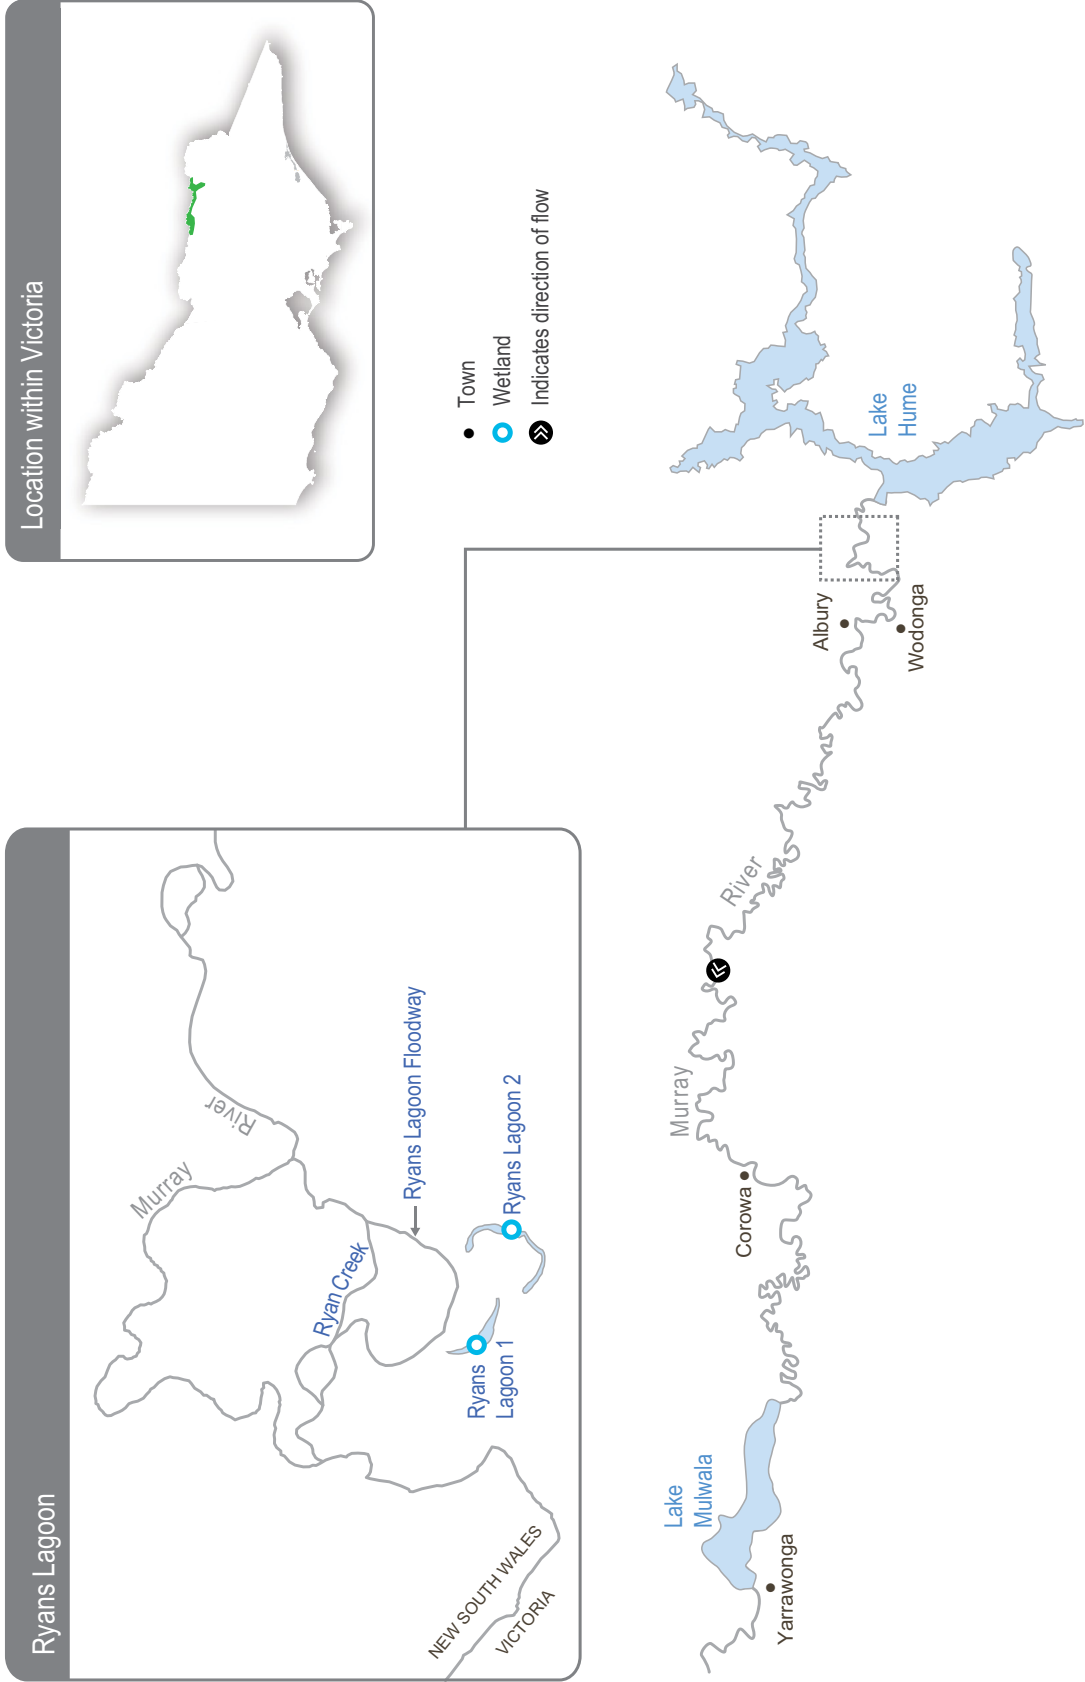 Ryans Lagoon
Location within Victoria
Murray
River
Ryan Creek
Ryans Lagoon Floodway
Ryans
Lagoon 1
Ryans Lagoon 2
NEW SOUTH WALES
VICTORIA
Town
Wetland
Indicates direction of flow
Lake
Mulwala
Yarrawonga
Corowa
Murray
River
Albury
Wodonga
Lake
Hume